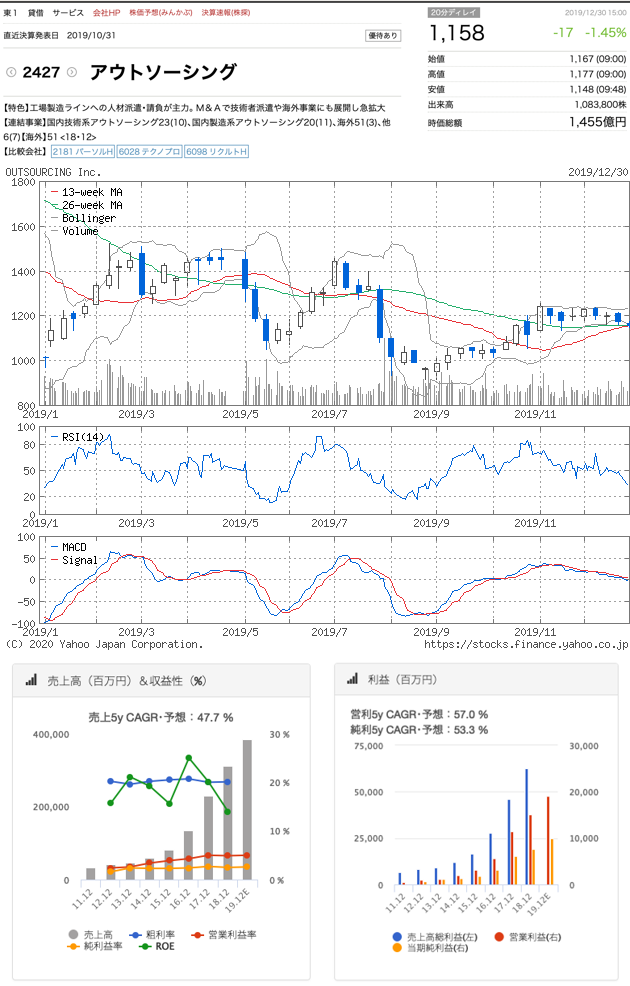 東1 貸借 サービス 会社HP 株価予想(みんかぶ) 決算速報(株探)
直近決算発表日 2019/10/31
優待あり
2427 アウトソーシング
【特色】工場製造ラインへの人材派遣・請負が主力。M＆Aで技術者派遣や海外事業にも展開し急拡大
【連結事業】国内技術系アウトソーシング23(10)、国内製造系アウトソーシング20(11)、海外51(3)、他
6(7)【海外】51 <18・12>
【比較会社】 2181 パーソルH 6028 テクノプロ 6098 リクルトH
20分ディレイ 2019/12/30 15:00
1,158 -17 -1.45%
始値 1,167 (09:00)
高値 1,177 (09:00)
安値 1,148 (09:48)
出来高 1,083,800株
時価総額 1,455億円
OUTSOURCING Inc. 2019/12/30
1800
1600
1400
1200
1000
800
13-week MA
26-week MA
Bollinger
Volume
2019/1 2019/3 2019/5 2019/7 2019/9 2019/11
100
80
50
20
0
RSI(14)
2019/1 2019/3 2019/5 2019/7 2019/9 2019/11
100
50
0
-50
-100
MACD
Signal
2019/1 2019/3 2019/5 2019/7 2019/9 2019/11
(C) 2020 Yahoo Japan Corporation. https://stocks.finance.yahoo.co.jp
売上高（百万円）＆収益性（%）
売上5y CAGR・予想：47.7 %
400,000
200,000
0
30 %
20 %
10 %
0 %
11.12 12.12 13.12 14.12 15.12 16.12 17.12 18.12 19.12E
売上高 粗利率 営業利益率
純利益率 ROE
利益（百万円）
営利5y CAGR・予想：57.0 %
純利5y CAGR・予想：53.3 %
75,000
50,000
25,000
0
30,000
20,000
10,000
0
11.12 12.12 13.12 14.12 15.12 16.12 17.12 18.12 19.12E
売上高総利益(左) 営業利益(右)
当期純利益(右)